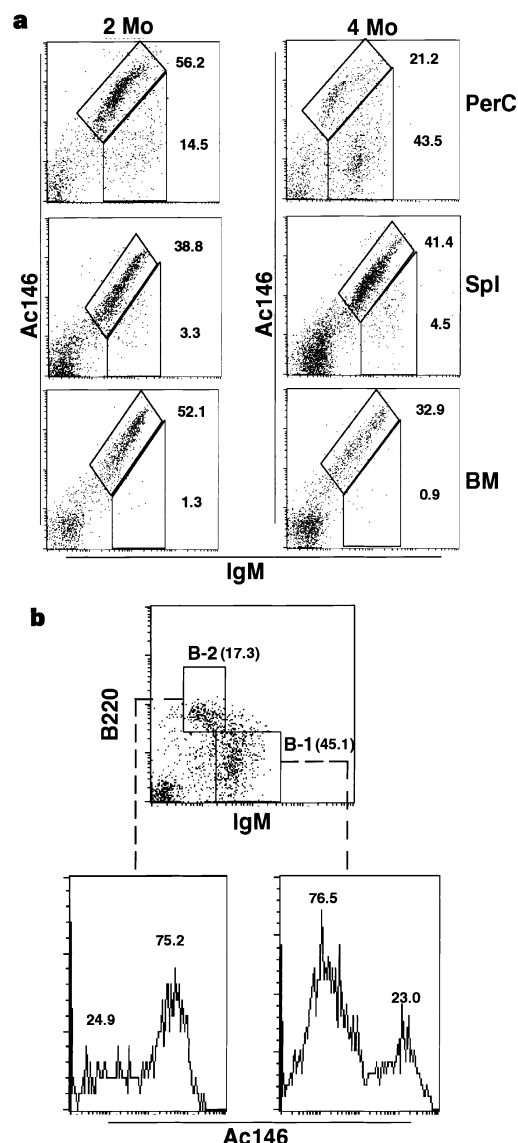 a
2 Mo 4 Mo
56.2
14.5
21.2
43.5
PerC
38.8
3.3
41.4
4.5
Spl
Ac146 Ac146
52.1
1.3
32.9
0.9
BM
IgM
b
B-2 (17.3)
B220
B-1 (45.1)
IgM
75.2
24.9
76.5
23.0
Ac146